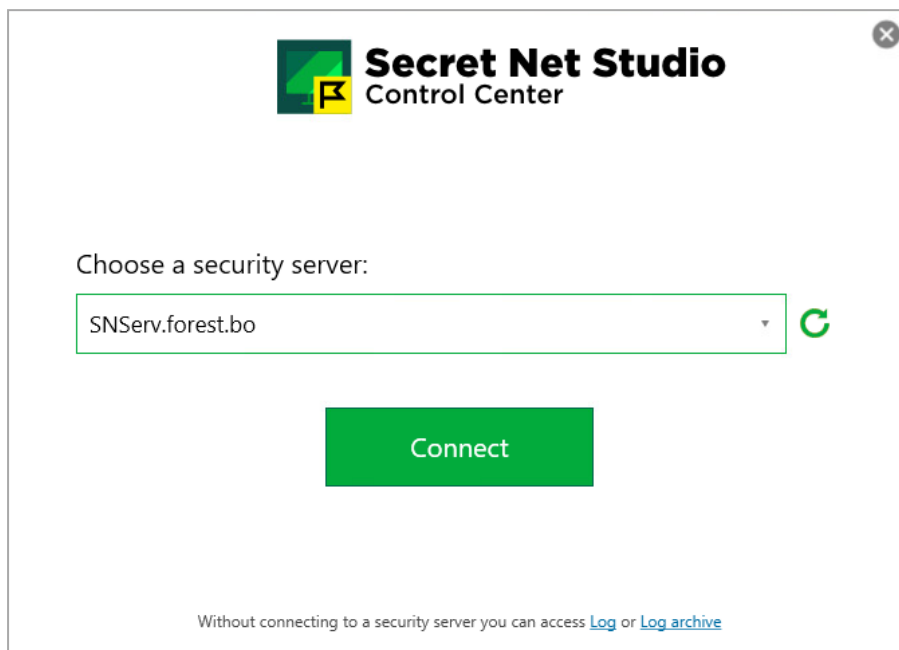 Secret Net Studio
Control Center
Choose a security server:
SNServ.forest.bo
Connect
Without connecting to a security server you can access Log or Log archive